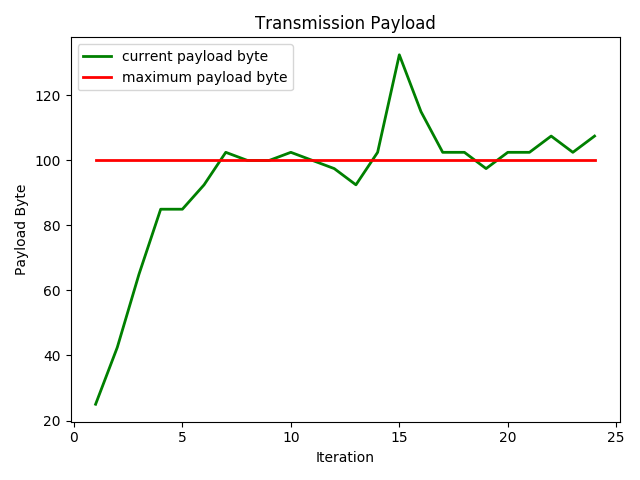 Transmission Payload
current payload byte
maximum payload byte
Payload Byte
120
100
80
60
40
20
0
5
10
15
20
25
Iteration